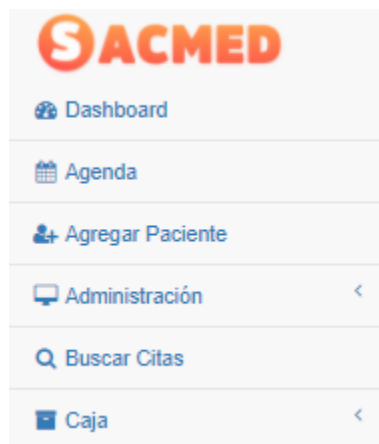 SACMED
Dashboard
Agenda
Agregar Paciente
Administración
Buscar Citas
Caja